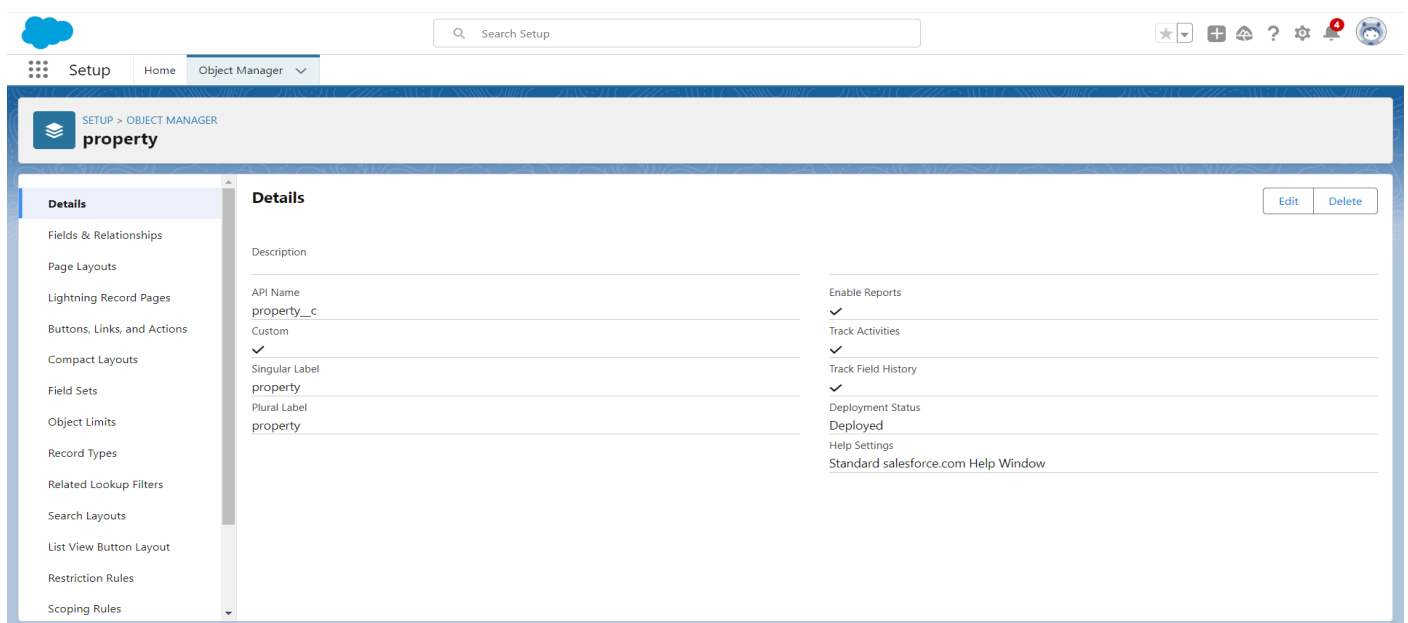 Search Setup
4
Setup
Home
Object Manager
SETUP > OBJECT MANAGER
property
Details
Fields & Relationships
Page Layouts
Lightning Record Pages
Buttons, Links, and Actions
Compact Layouts
Field Sets
Object Limits
Record Types
Related Lookup Filters
Search Layouts
List View Button Layout
Restriction Rules
Scoping Rules
Details
Edit
Delete
Description
API Name
property__c
Custom
Singular Label
property
Plural Label
property
Enable Reports
Track Activities
Track Field History
Deployment Status
Deployed
Help Settings
Standard salesforce.com Help Window